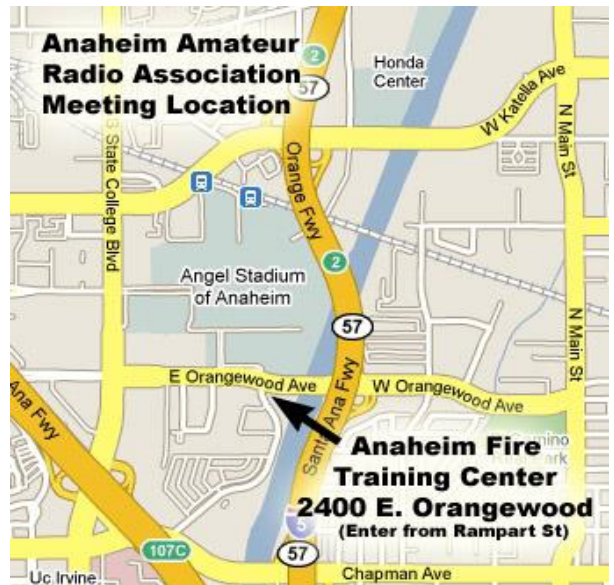 Anaheim Amateur
Radio Association
Meeting Location
2
57
Honda
Center
W Katella Ave
N Main St
S State College Blvd
Orange Fwy
2
Angel Stadium
of Anaheim
57
N Main St
E Orangewood Ave
W Orangewood Ave
Ana Fwy
Santa Ana Fwy
Anaheim Fire
Training Center
2400 E. Orangewood
(Enter from Rampart St)
5
107C
57
Uc Irvine
Chapman Ave